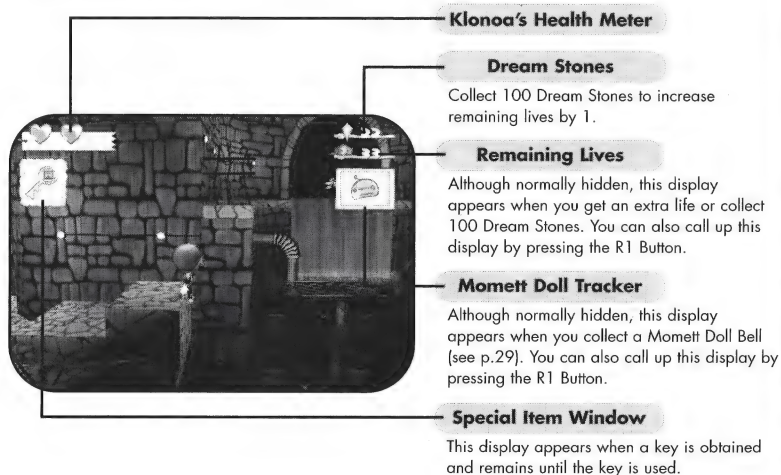 Klonoa's Health Meter
Dream Stones
Collect 100 Dream Stones to increase
remaining lives by 1.
Remaining Lives
Although normally hidden, this display
appears when you get an extra life or collect
100 Dream Stones. You can also call up this
display by pressing the R1 Button.
Momett Doll Tracker
Although normally hidden, this display
appears when you collect a Momett Doll Bell
(see p.29). You can also call up this display by
pressing the R1 Button.
Special Item Window
This display appears when a key is obtained
and remains until the key is used.